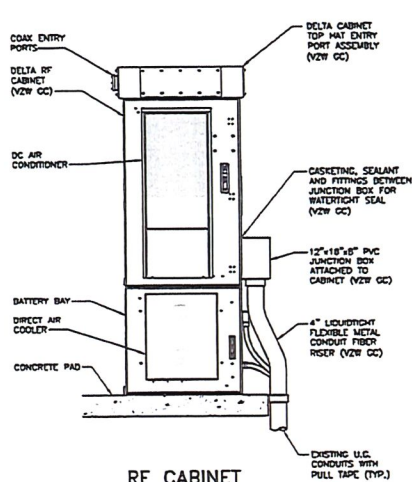 COAX ENTRY
PORTS
DELTA RF
CABINET
(VZW GC)
DC AIR
CONDITIONER
BATTERY BAY
DIRECT AIR
COOLER
CONCRETE PAD
DELTA CABINET
TOP HAT ENTRY
PORT ASSEMBLY
(VZW GC)
GASKETING, SEALANT
AND FITTINGS BETWEEN
JUNCTION BOX FOR
WATERTIGHT SEAL
(VZW GC)
12"x18"x6" PVC
JUNCTION BOX
ATTACHED TO
CABINET (VZW GC)
4" LIQUIDTIGHT
FLEXIBLE METAL
CONDUIT FIBER
RISER (VZW GC)
EXISTING U.G.
CONDUITS WITH
PULL TAPE (TYP.)
RF CABINET